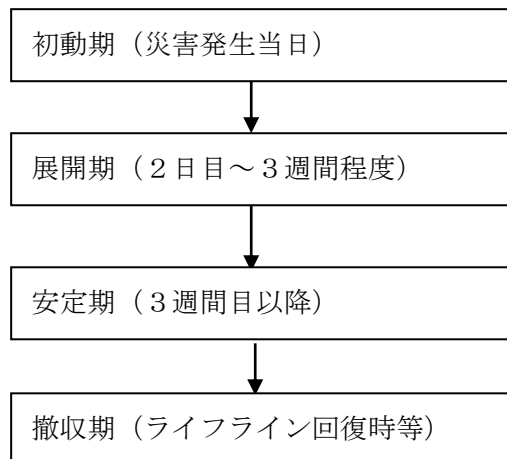 初動期（災害発生当日）
展開期（２日目～３週間程度）
安定期（３週間目以降）
撤収期（ライフライン回復時等）